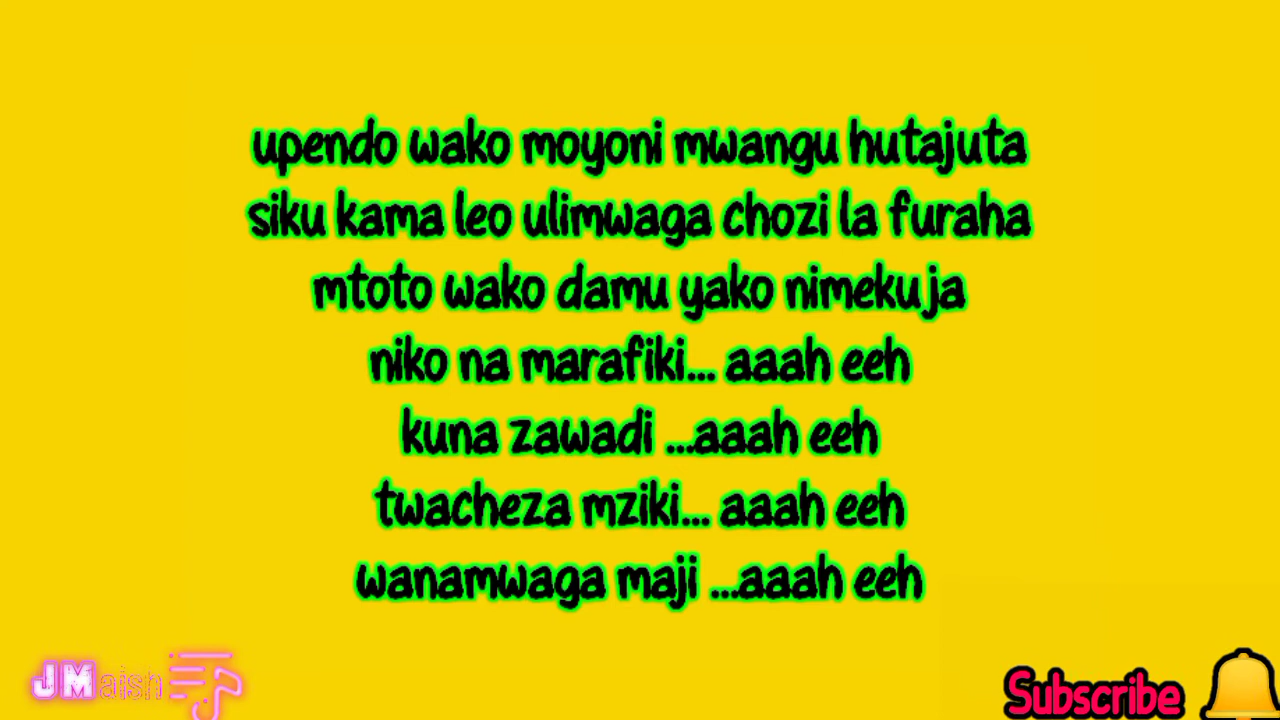 upendo wako moyoni mwangu hutajuta
siku kama leo ulimwaga chozi la furaha
mtoto wako damu yako nimekuja
niko na marafiki... aaah eeh
kuna zawadi ...aaah eeh
twacheza mziki... aaah eeh
wanamwaga maji ...aaah eeh
JMaish
Subscribe